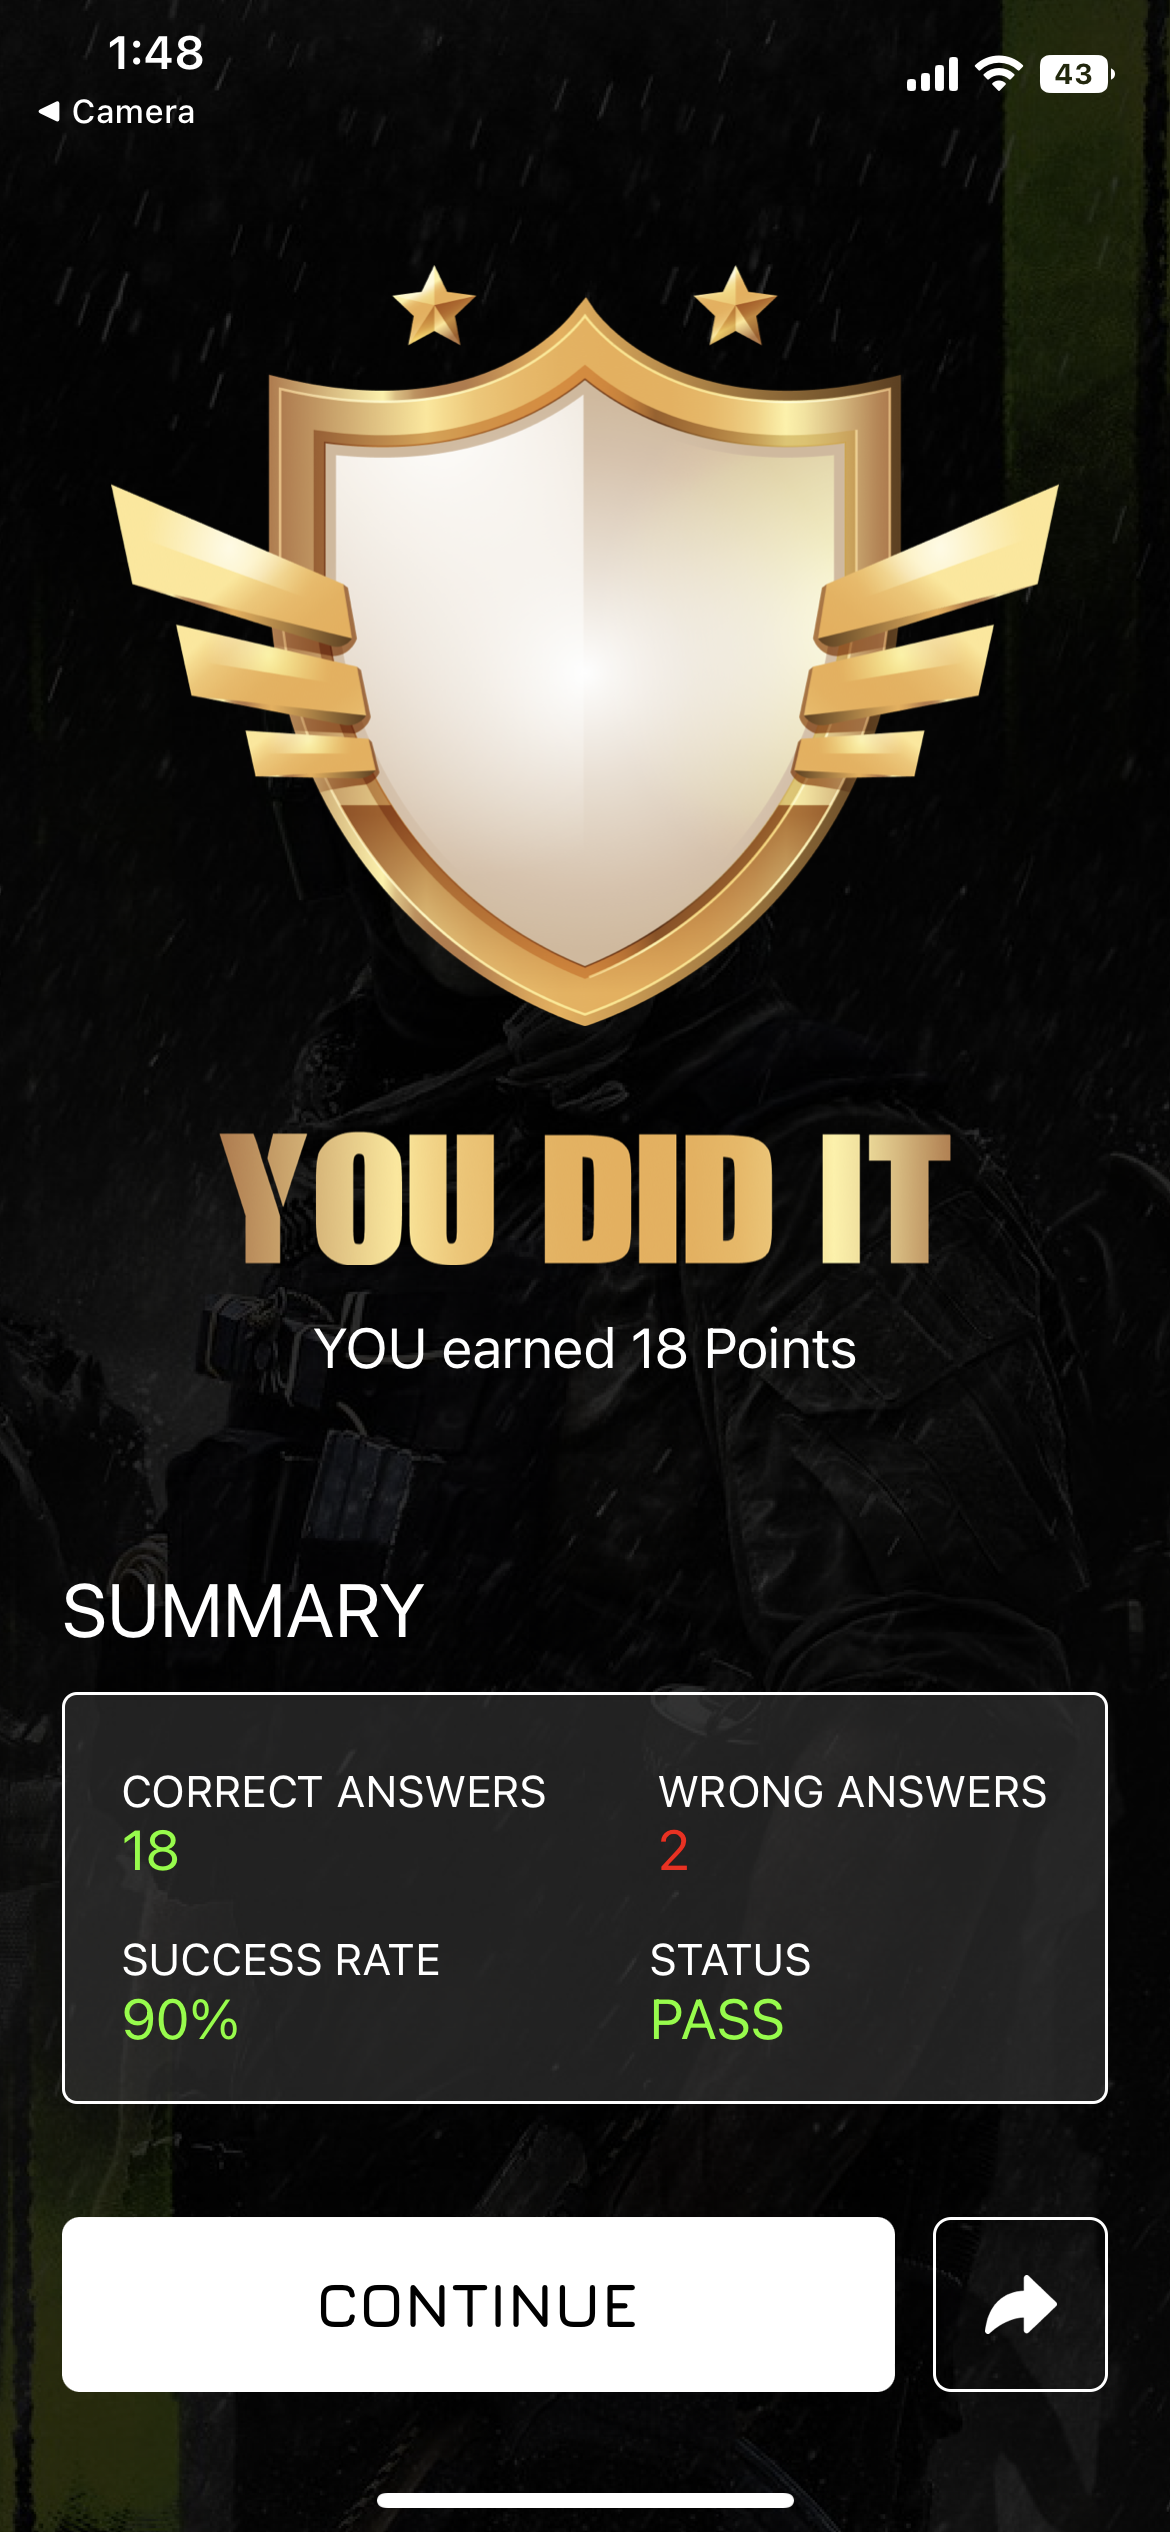 1:48
43
◀ Camera
YOU DID IT
YOU earned 18 Points
SUMMARY
CORRECT ANSWERS
18
WRONG ANSWERS
2
SUCCESS RATE
90%
STATUS
PASS
CONTINUE